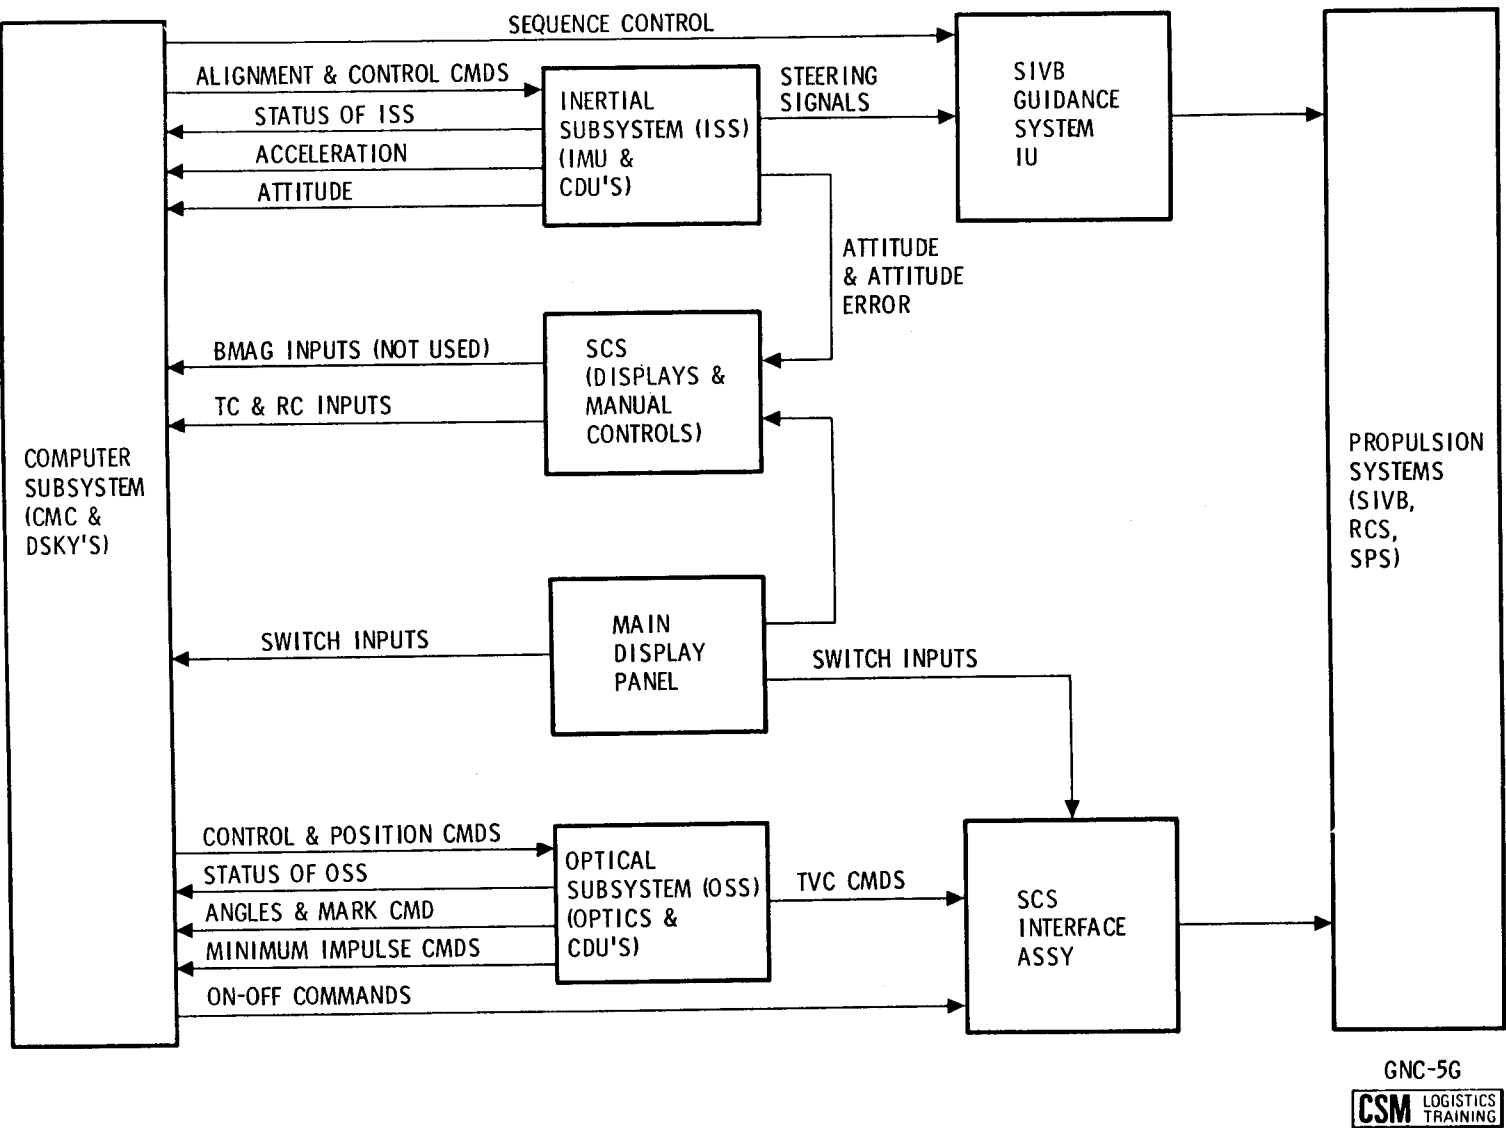 SEQUENCE CONTROL
ALIGNMENT & CONTROL CMDS
STATUS OF ISS
ACCELERATION
ATTITUDE
INERTIAL
SUBSYSTEM (ISS)
(IMU &
CDU'S)
STEERING
SIGNALS
SIVB
GUIDANCE
SYSTEM
IU
ATTITUDE
& ATTITUDE
ERROR
BMAG INPUTS (NOT USED)
TC & RC INPUTS
SCS
(DISPLAYS &
MANUAL
CONTROLS)
COMPUTER
SUBSYSTEM
(CMC &
DSKY'S)
PROPULSION
SYSTEMS
(SIVB,
RCS,
SPS)
SWITCH INPUTS
MAIN
DISPLAY
PANEL
SWITCH INPUTS
CONTROL & POSITION CMDS
STATUS OF OSS
ANGLES & MARK CMD
MINIMUM IMPULSE CMDS
ON-OFF COMMANDS
OPTICAL
SUBSYSTEM (OSS)
(OPTICS &
CDU'S)
TVC CMDS
SCS
INTERFACE
ASSY
GNC-5G
CSM LOGISTICS
TRAINING